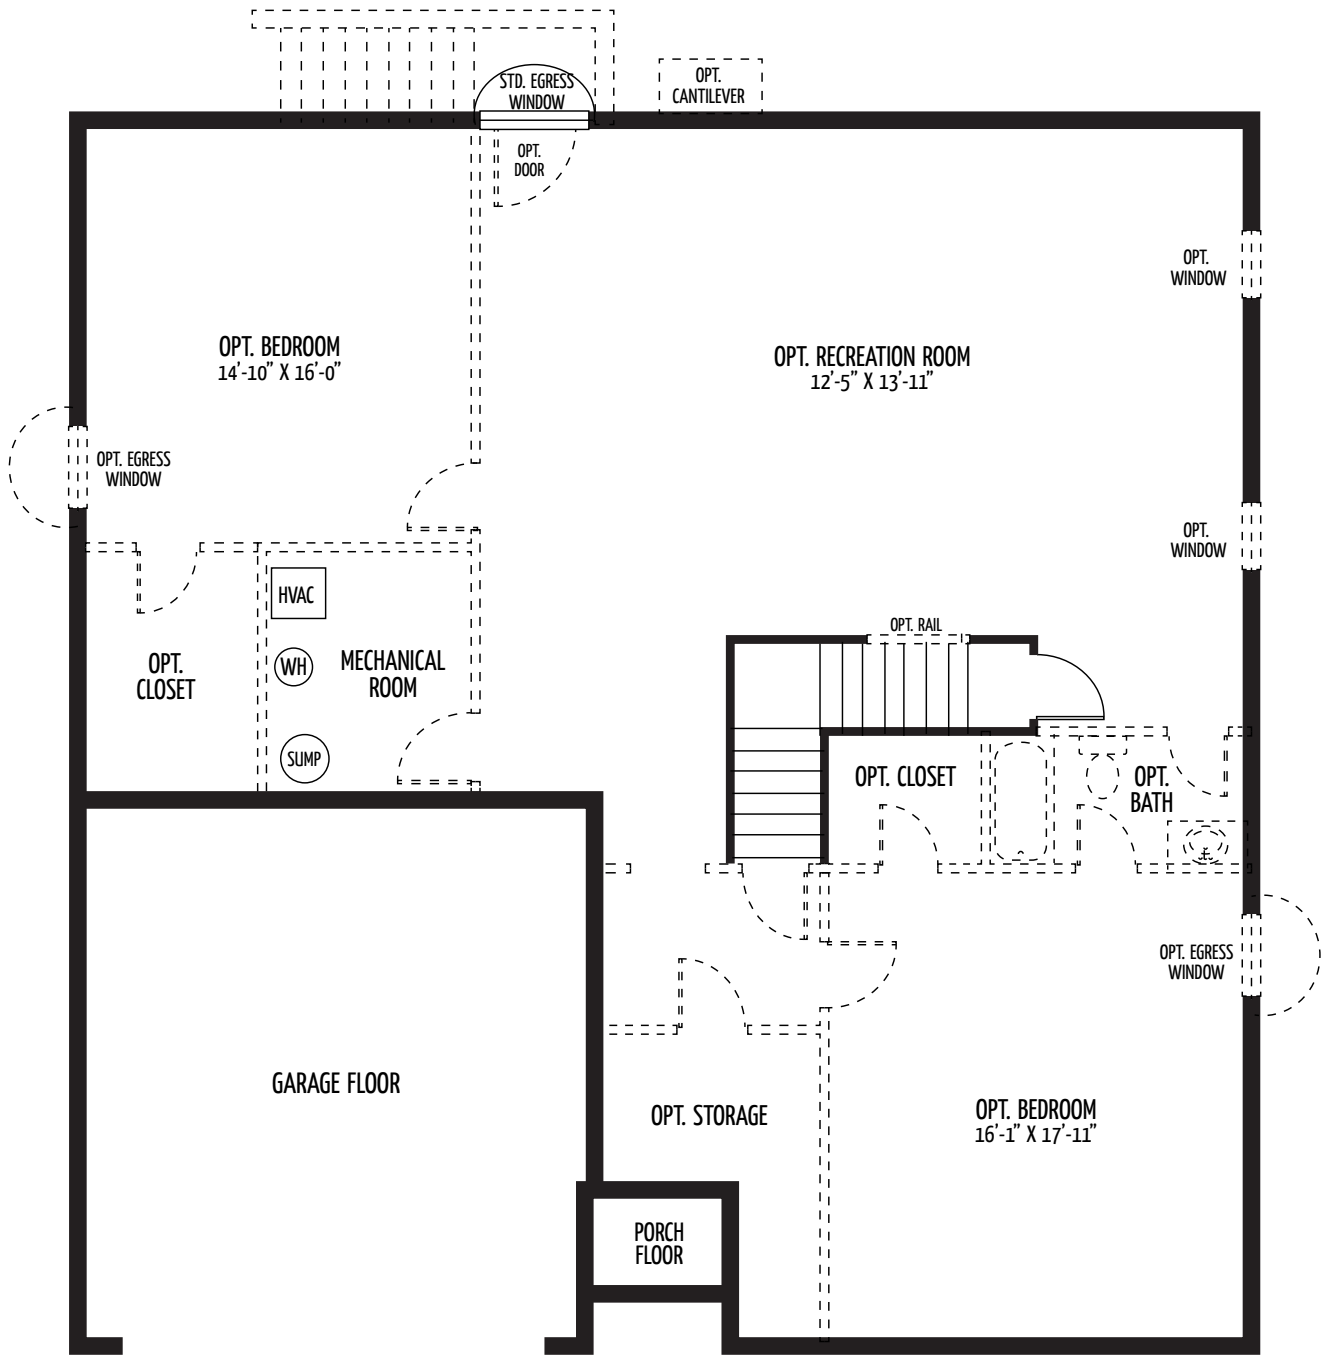 STD. EGRESS
WINDOW
OPT.
CANTILEVER
OPT.
DOOR
OPT.
WINDOW
OPT. BEDROOM
14'-10" X 16'-0"
OPT. RECREATION ROOM
12'-5" X 13'-11"
OPT. EGRESS
WINDOW
OPT.
WINDOW
HVAC
OPT. RAIL
WH
MECHANICAL
ROOM
OPT.
CLOSET
SUMP
OPT. CLOSET
OPT.
BATH
OPT. EGRESS
WINDOW
GARAGE FLOOR
OPT. STORAGE
OPT. BEDROOM
16'-1" X 17'-11"
PORCH
FLOOR